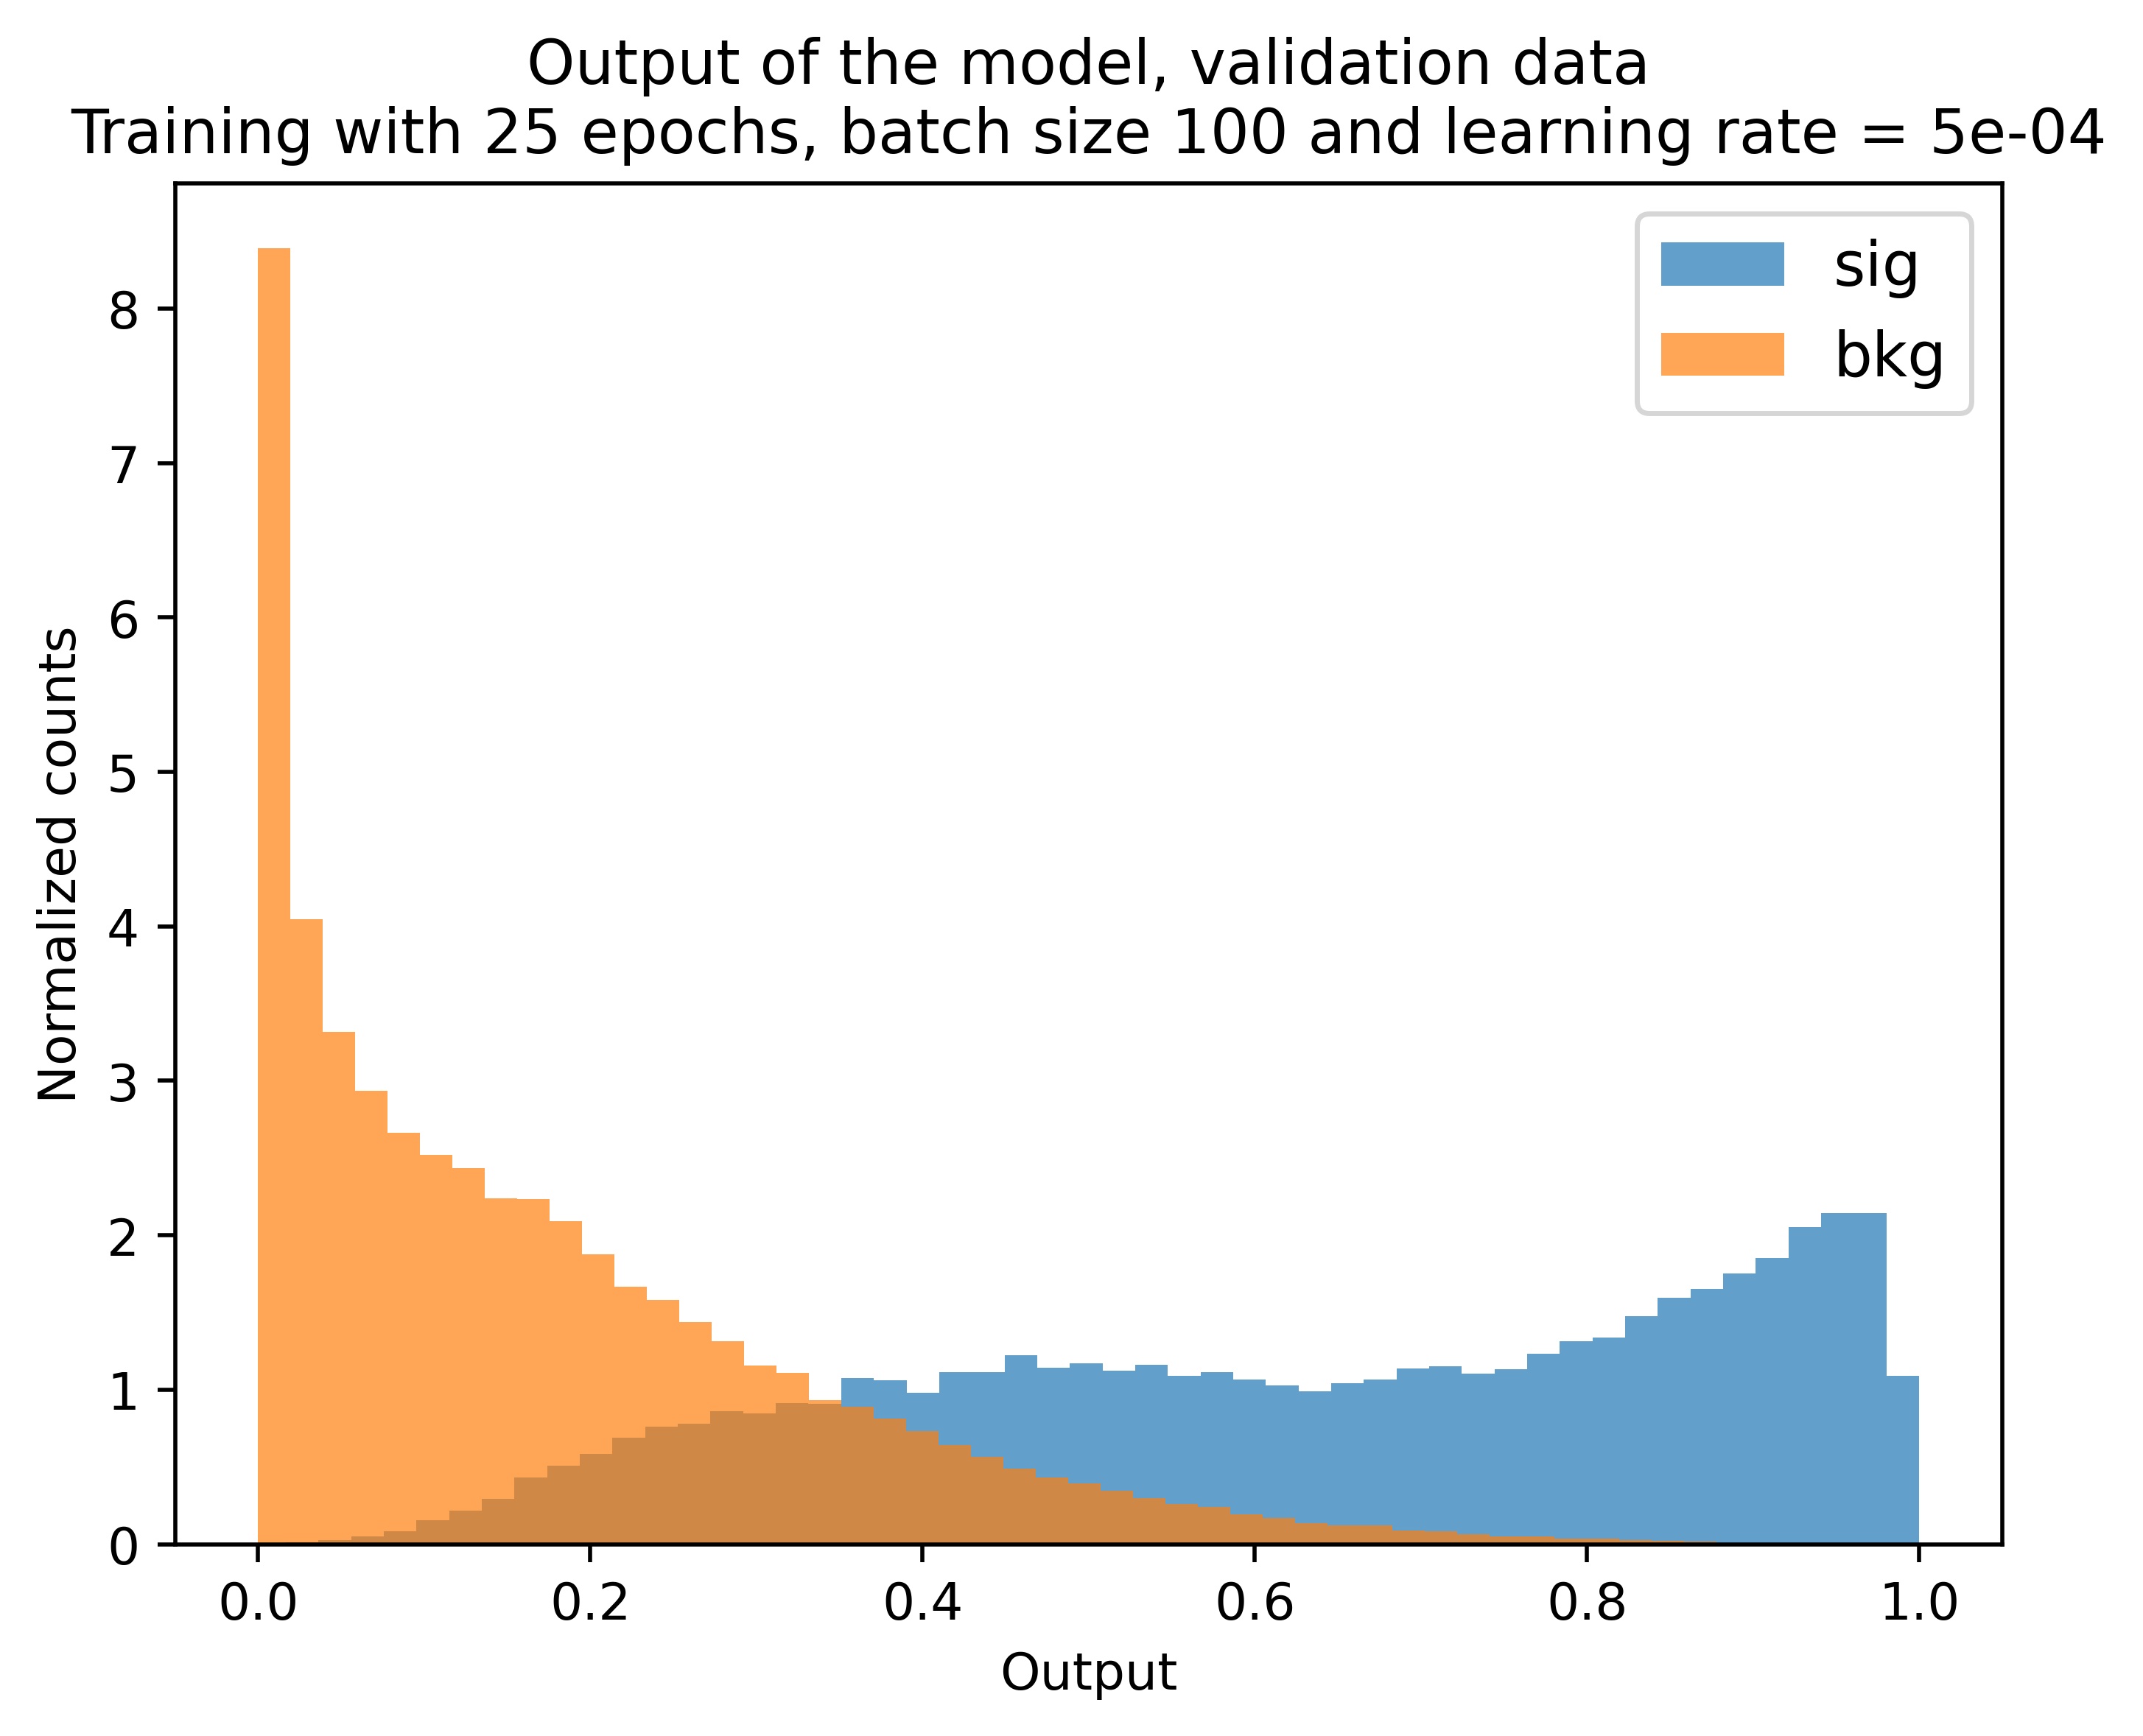 Output of the model, validation data
Training with 25 epochs, batch size 100 and learning rate = 5e-04
sig
bkg
8
7
6
5
4
3
2
1
0
Normalized counts
0.0 0.2 0.4 0.6 0.8 1.0
Output